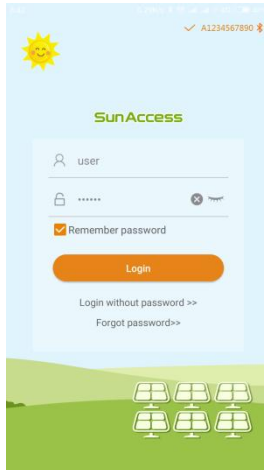 A1234567890
SunAccess
user
Remember password
Login
Login without password >>
Forgot password>>